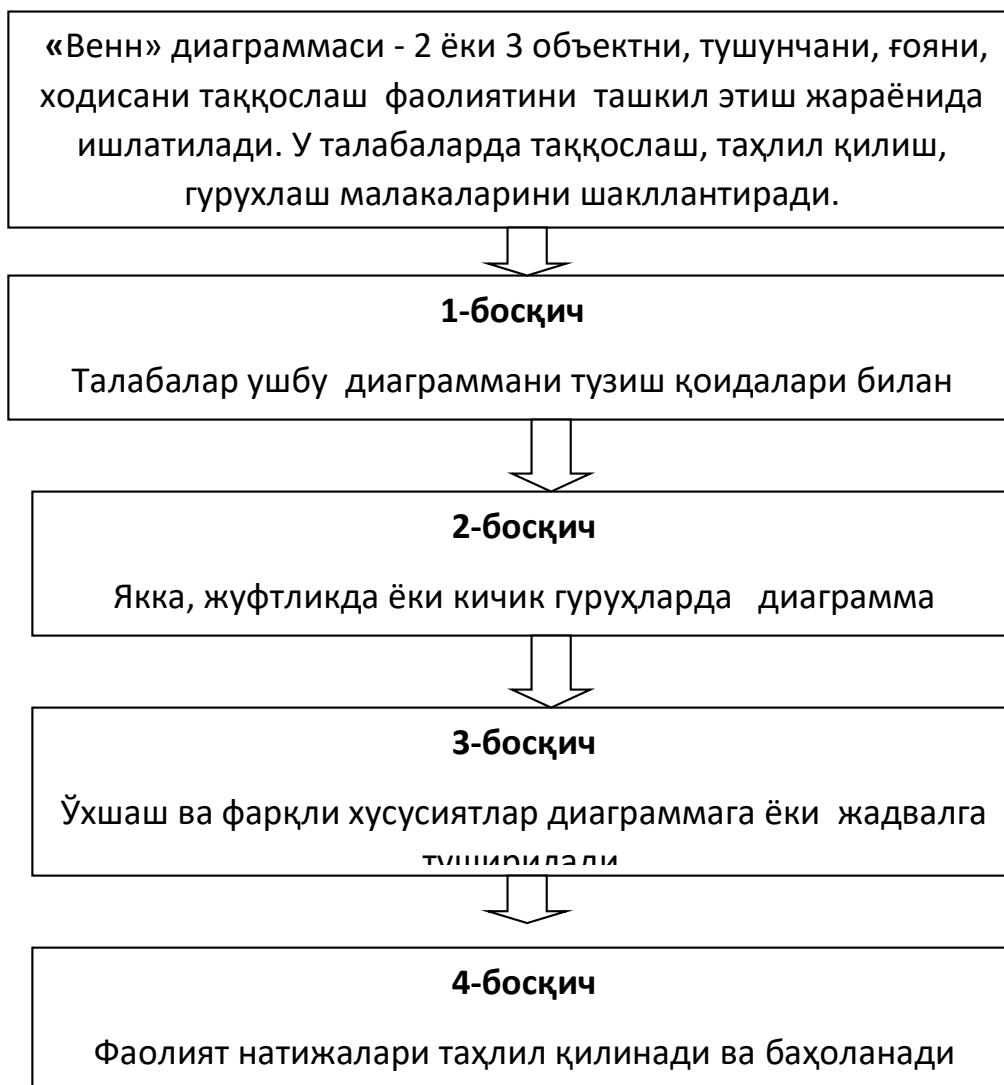 «Венн» диаграммаси - 2 ёки 3 объектни, тушунчани, ғояни,
ходисани таққослаш фаолиятини ташкил этиш жараёнида
ишлатилади. У талабаларда таққослаш, таҳлил қилиш,
гурухлаш малакаларини шакллантиради.
1-босқич
Талабалар ушбу диаграммани тузиш қоидалари билан
2-босқич
Якка, жуфтликда ёки кичик гуруҳларда диаграмма
3-босқич
Ўхшаш ва фарқли хусусиятлар диаграммага ёки жадвалга
туширилади
4-босқич
Фаолият натижалари таҳлил қилинади ва баҳоланади